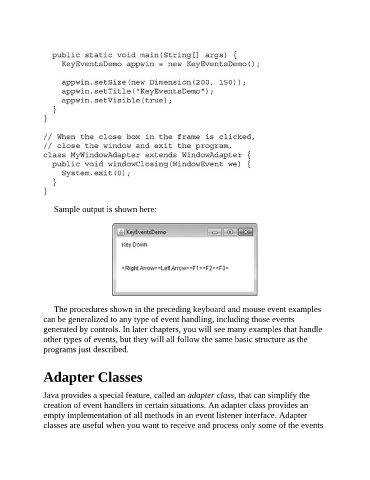 public static void main(String[] args) {
KeyEventsDemo appwin = new KeyEventsDemo();
appwin.setSize(new Dimension(200, 150));
appwin.setTitle("KeyEventsDemo");
appwin.setVisible(true);
}
}
// When the close box in the frame is clicked,
// close the window and exit the program.
class MyWindowAdapter extends WindowAdapter {
public void windowClosing(WindowEvent we) {
System.exit(0);
}
}
Sample output is shown here:
KeyEventsDemo
Key Down
<Right Arrow><Left Arrow><F1><F2><F3>
The procedures shown in the preceding keyboard and mouse event examples
can be generalized to any type of event handling, including those events
generated by controls. In later chapters, you will see many examples that handle
other types of events, but they will all follow the same basic structure as the
programs just described.
Adapter Classes
Java provides a special feature, called an adapter class, that can simplify the
creation of event handlers in certain situations. An adapter class provides an
empty implementation of all methods in an event listener interface. Adapter
classes are useful when you want to receive and process only some of the events